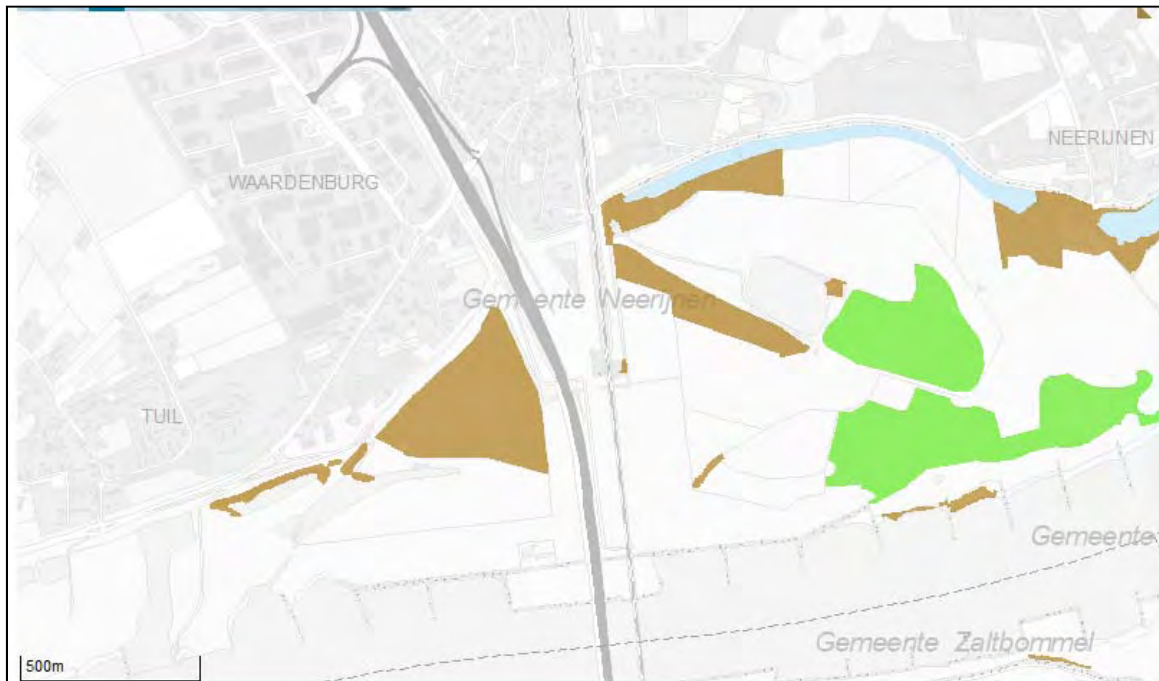 NEERIJNEN
WAARDENBURG
Gemeente Neerijnen
TUIL
Gemeente
Gemeente Zaltbommel
500m